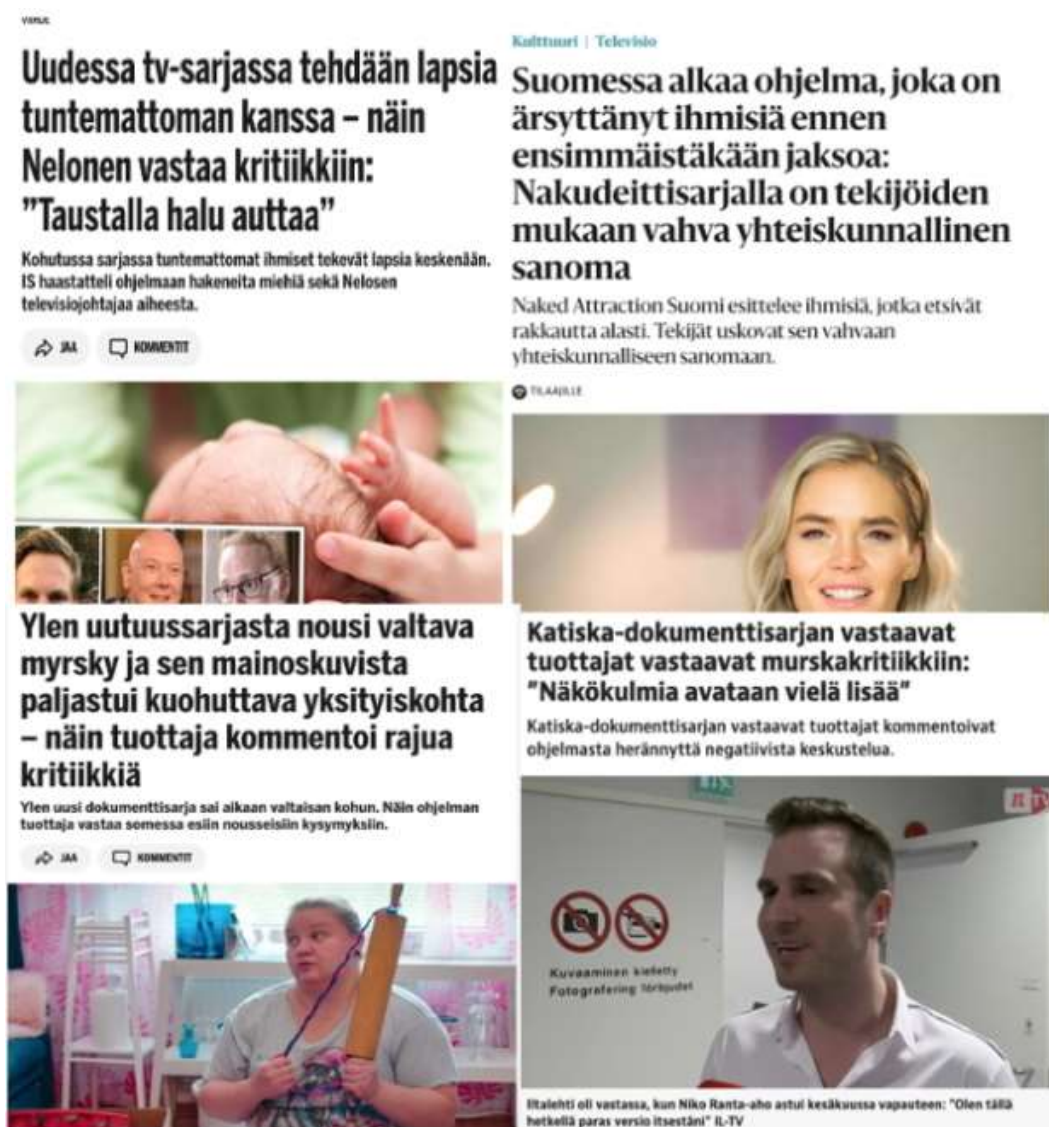 Uudessa tv-sarjassa tehdään lapsia
tuntemattoman kanssa – näin
Nelonen vastaa kritiikkiin:
”Taustalla halu auttaa”
Kohutussa sarjassa tuntemattomat ihmiset tekevät lapsia keskenään.
IS haastatteli ohjelmaan hakeneita miehiä sekä Nelosen
televisiojohtajaa aiheesta.
JAA KOMMENTIT
Kulttuuri | Televisio
Suomessa alkaa ohjelma, joka on
ärsyttänyt ihmisiä ennen
ensimmäistäkään jaksoa:
Nakudeittisarjalla on tekijöiden
mukaan vahva yhteiskunnallinen
sanoma
Naked Attraction Suomi esittelee ihmisiä, jotka etsivät
rakkautta alasti. Tekijät uskovat sen vahvaan
yhteiskunnalliseen sanomaan.
TILAAJILLE
Ylen uutuussarjasta nousi valtava
myrsky ja sen mainoskuvista
paljastui kuohuttava yksityiskohta
– näin tuottaja kommentoi rajua
kritiikkiä
Ylen uusi dokumenttisarja sai aikaan valtaisan kohun. Näin ohjelman
tuottaja vastaa somessa esiin nousseisiin kysymyksiin.
JAA KOMMENTIT
Katiska-dokumenttisarjan vastaavat
tuottajat vastaavat murskakritiikkiin:
"Näkökulmia avataan vielä lisää"
Katiska-dokumenttisarjan vastaavat tuottajat kommentoivat
ohjelmasta herännyttä negatiivista keskustelua.
Kuvaaminen kielletty
Fotografering förbjudet
Iltalehti oli vastassa, kun Niko Ranta-aho astui kesäkuussa vapauteen: "Olen tällä
hetkellä paras versio itsestäni" IL-TV